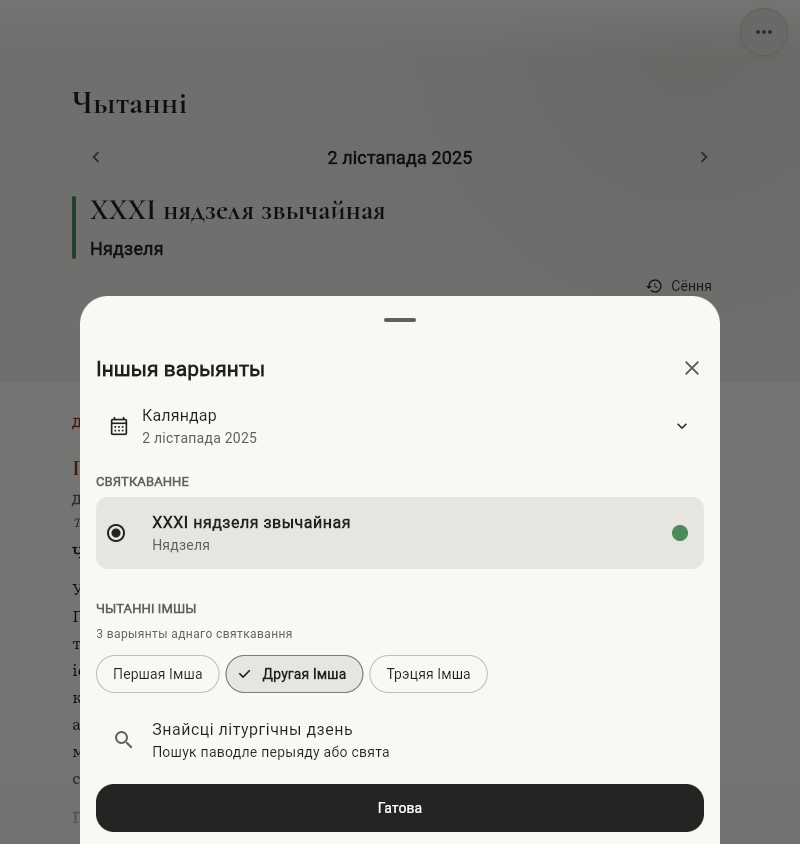 Чытанні
2 лістапада 2025
XXXI нядзеля звычайная
Нядзеля
Сёння
Іншыя варыянты
Каляндар
2 лістапада 2025
СВЯТКАВАННЕ
XXXI нядзеля звычайная
Нядзеля
ЧЫТАННІ ІМШЫ
3 варыянты аднаго святкавання
Першая Імша
Другая Імша
Трэцяя Імша
Знайсці літургічны дзень
Пошук паводле перыяду або свята
Гатова